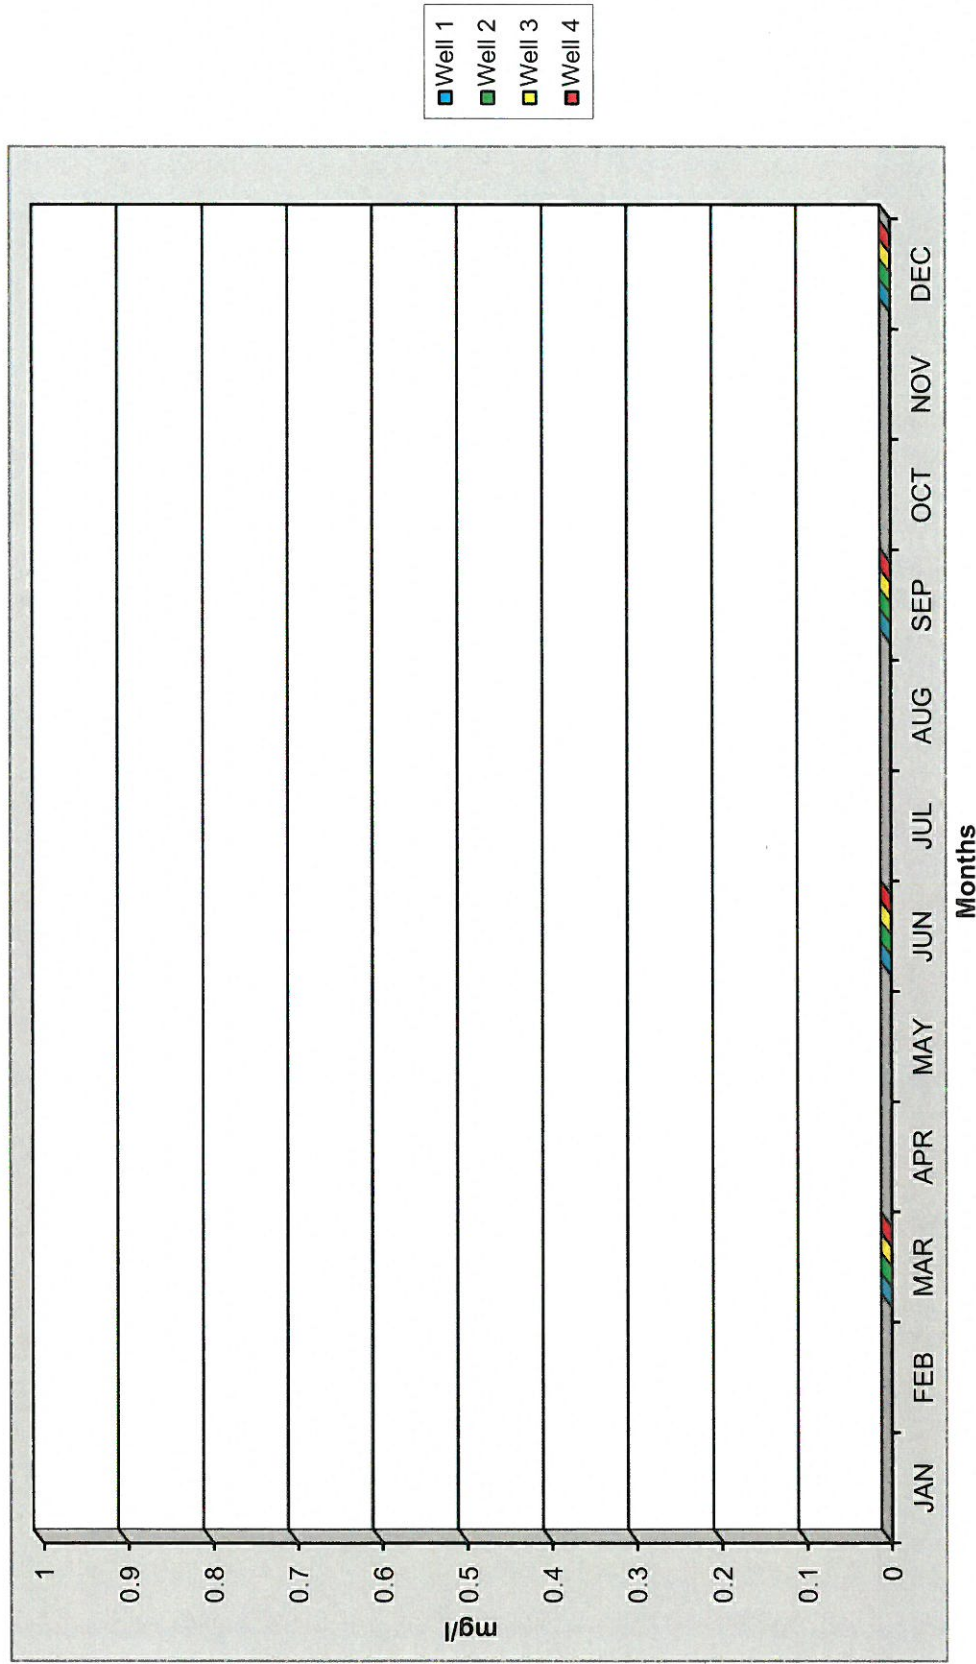 mg/l
1
0.9
0.8
0.7
0.6
0.5
0.4
0.3
0.2
0.1
0
JAN FEB MAR APR MAY JUN JUL AUG SEP OCT NOV DEC
Months
Well 1
Well 2
Well 3
Well 4